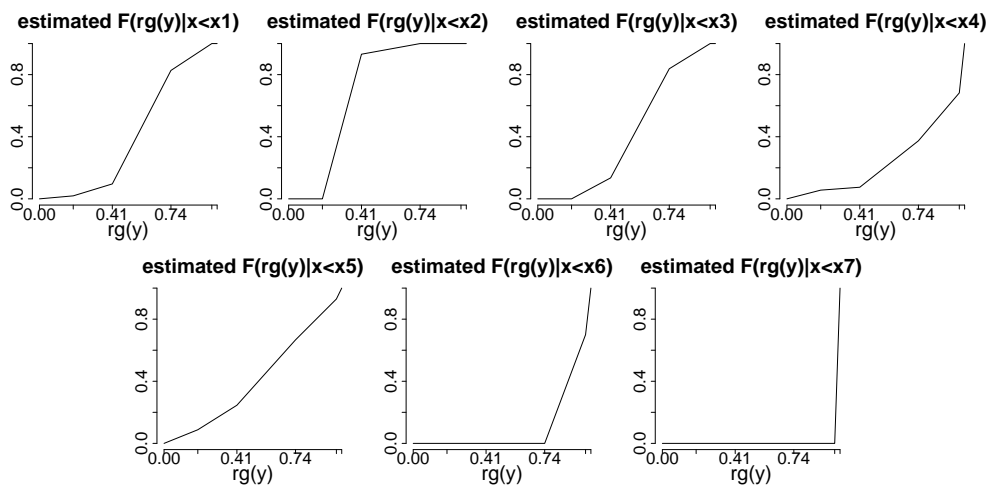 estimated F(rg(y)|x<x1)
0.0 0.4 0.8
0.00 0.41 0.74
rg(y)
estimated F(rg(y)|x<x2)
0.0 0.4 0.8
0.00 0.41 0.74
rg(y)
estimated F(rg(y)|x<x3)
0.0 0.4 0.8
0.00 0.41 0.74
rg(y)
estimated F(rg(y)|x<x4)
0.0 0.4 0.8
0.00 0.41 0.74
rg(y)
estimated F(rg(y)|x<x5)
0.0 0.4 0.8
0.00 0.41 0.74
rg(y)
estimated F(rg(y)|x<x6)
0.0 0.4 0.8
0.00 0.41 0.74
rg(y)
estimated F(rg(y)|x<x7)
0.0 0.4 0.8
0.00 0.41 0.74
rg(y)